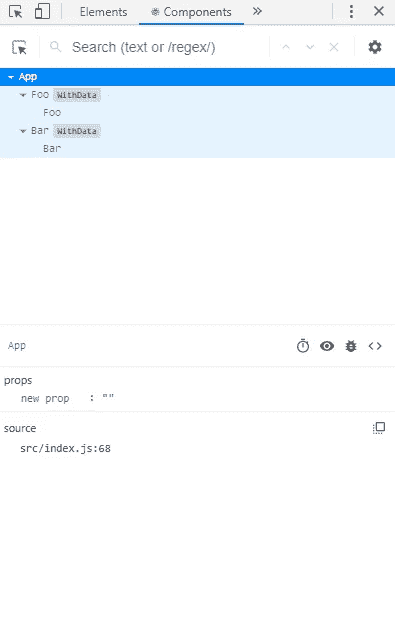 Elements Components
Search (text or /regex/)
App
Foo WithData
Foo
Bar WithData
Bar
App
props
new prop : ""
source
src/index.js:68